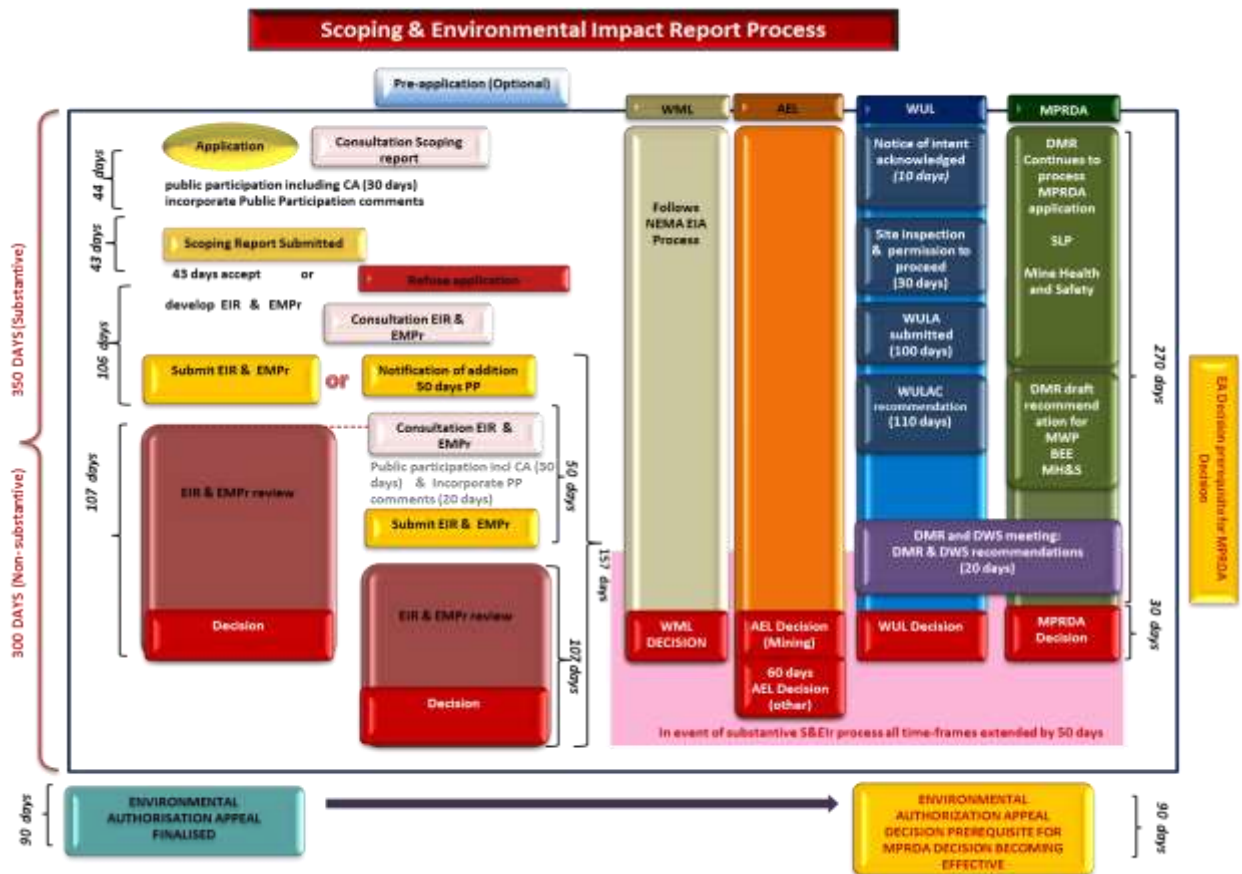 Scoping & Environmental Impact Report Process
Pre-application (Optional)
WML
AEL
WUL
MPRDA
350 DAYS (Substantive)
300 DAYS (Non-substantive)
44 days
Application
Consultation Scoping
report
public participation including CA (30 days)
incorporate Public Participation comments
43 days
Scoping Report Submitted
43 days accept or
Refuse application
106 days
develop EIR & EMPr
Consultation EIR &
EMPr
Submit EIR & EMPr
or
Notification of addition
50 days PP
107 days
EIR & EMPr review
Decision
Consultation EIR &
EMPr
Public participation incl CA (30
days) & Incorporate PP
comments (20 days)
Submit EIR & EMPr
50 days
EIR & EMPr review
Decision
107 days
157 days
Follows
NEMA EIA
Process
WML
DECISION
AEL Decision
(Mining)
60 days
AEL Decision
(other)
Notice of intent
acknowledged
(10 days)
Site inspection
& permission to
proceed
(30 days)
WULA
submitted
(100 days)
WULAC
recommendation
(110 days)
DMR
Continues to
process
MPRDA
application
SLP
Mine Health
and Safety
DMR draft
recommend
ation for
MWP
BEE
MH&S
DMR and DWS meeting:
DMR & DWS recommendations
(20 days)
WUL Decision
MPRDA
Decision
In event of substantive S&EIr process all time-frames extended by 50 days
270 days
30 days
EA Decision prerequisite for MPRDA
Decision
90 days
ENVIRONMENTAL
AUTHORISATION APPEAL
FINALISED
ENVIRONMENTAL
AUTHORIZATION APPEAL
DECISION PREREQUISITE FOR
MPRDA DECISION BECOMING
EFFECTIVE
90 days